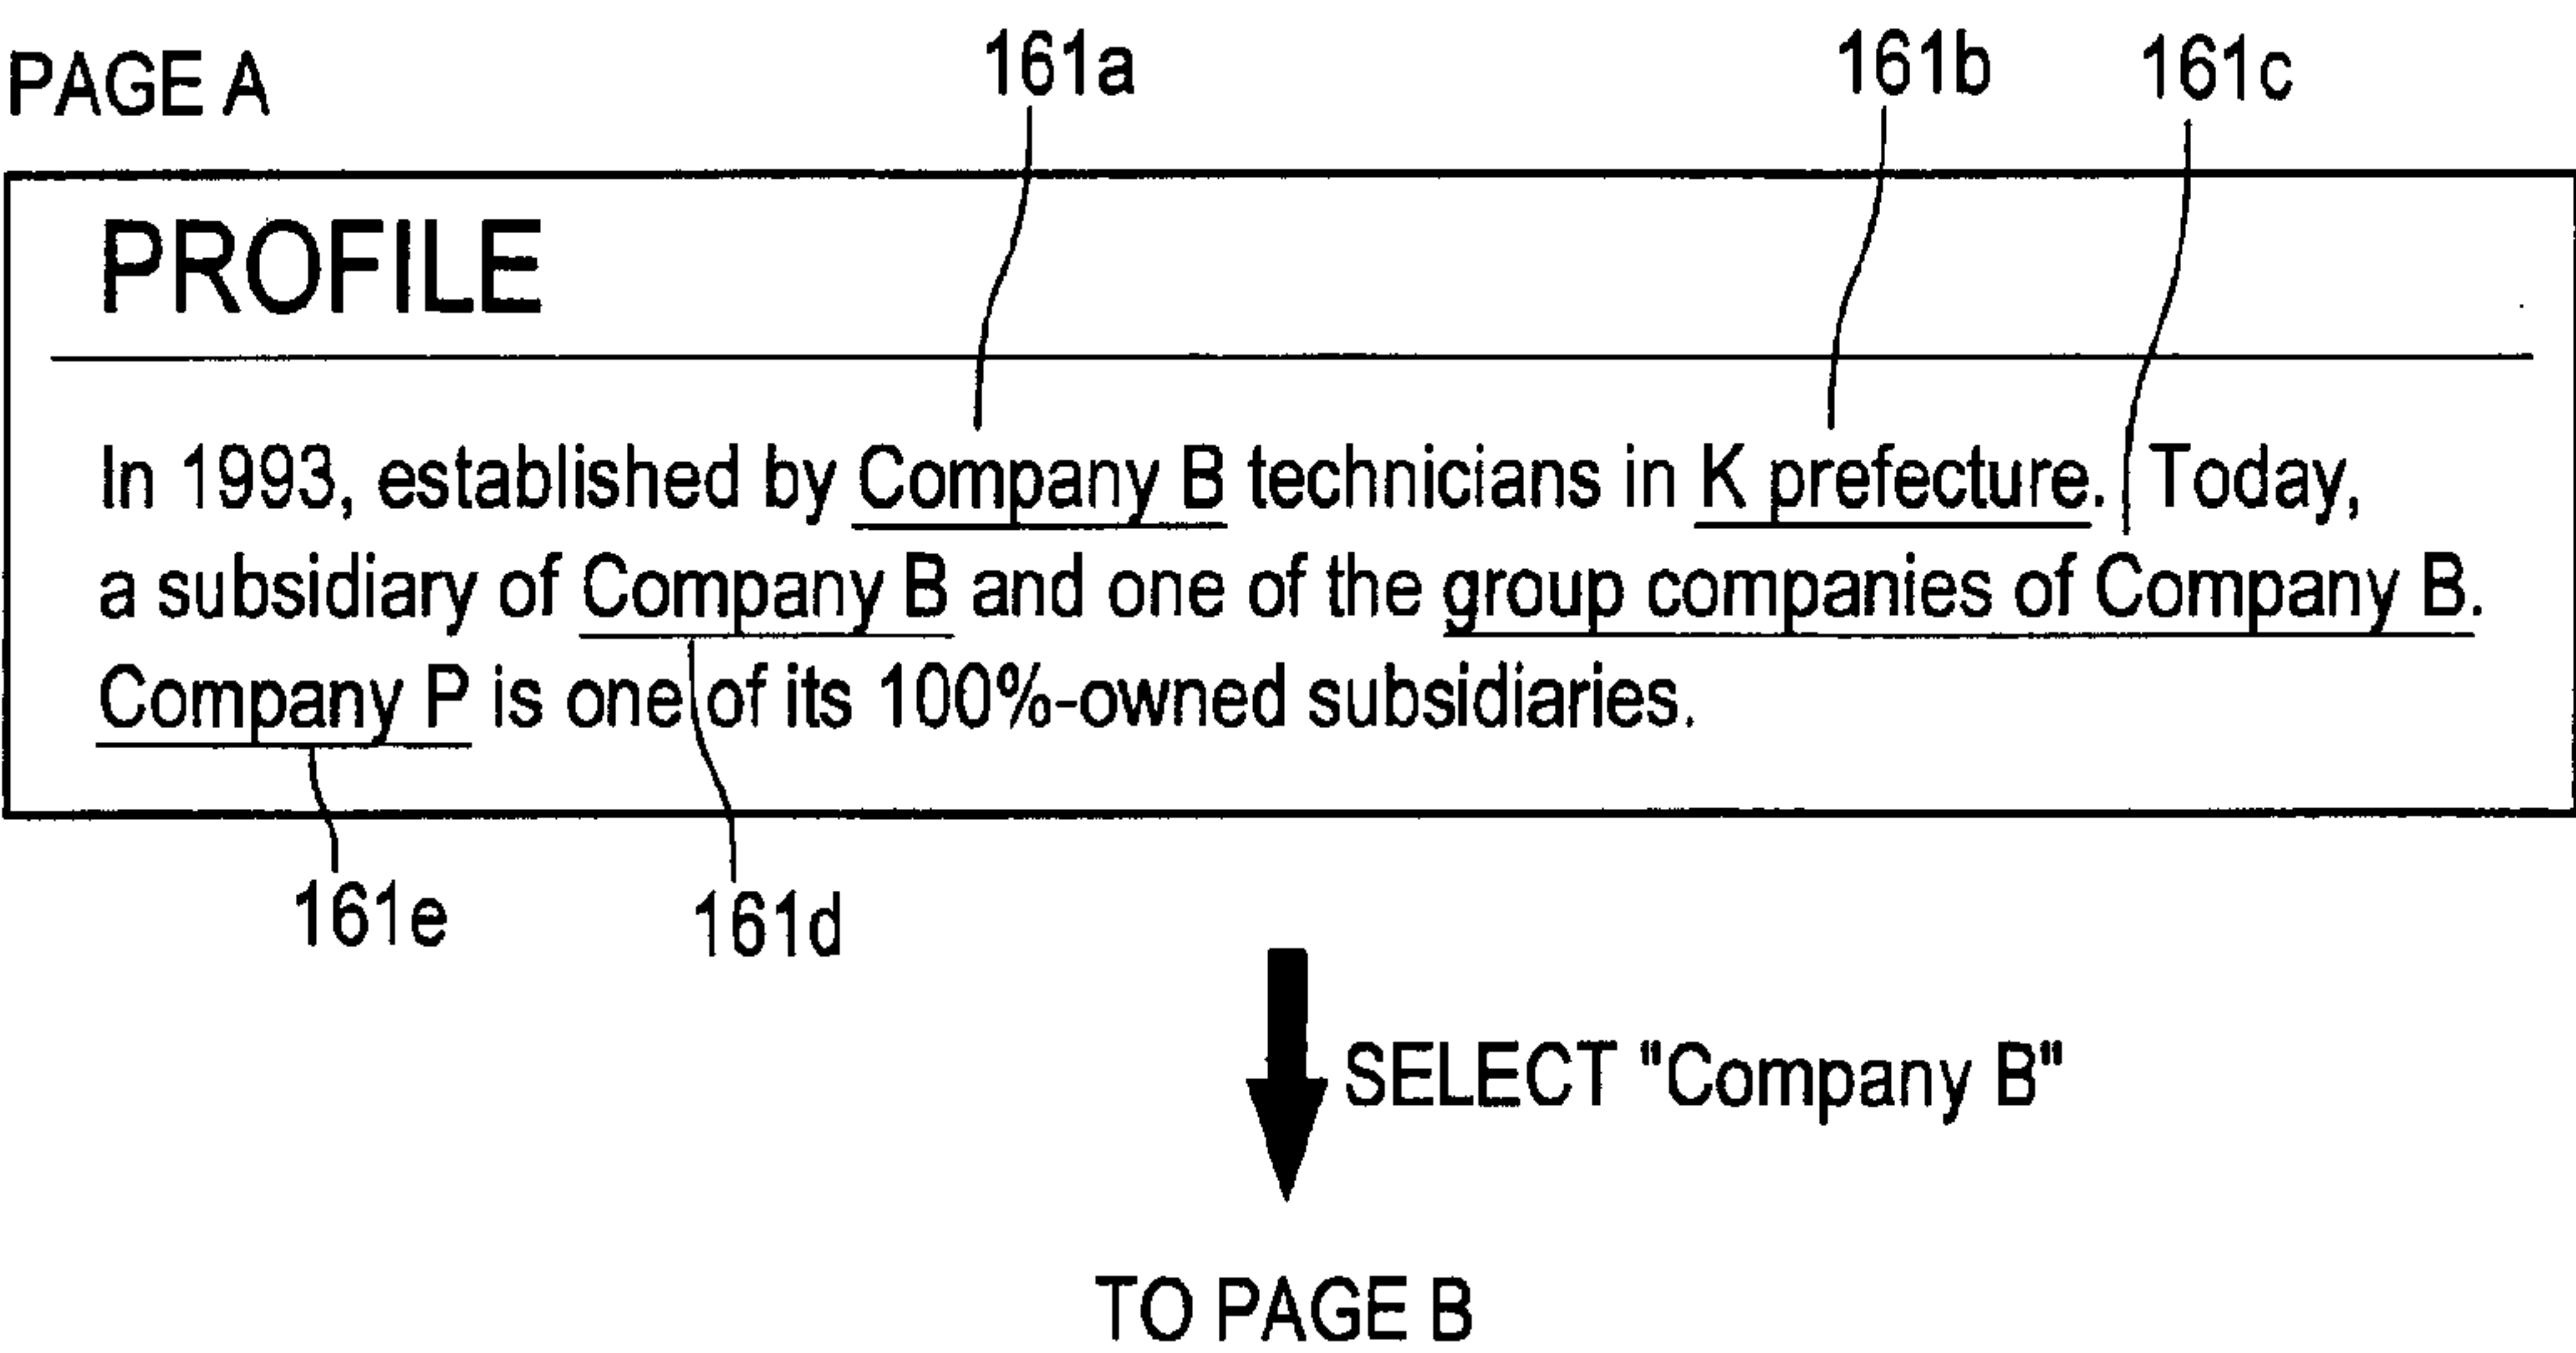 PAGE A
161a
161b
161c
PROFILE
In 1993, established by Company B technicians in K prefecture. Today,
a subsidiary of Company B and one of the group companies of Company B.
Company P is one of its 100%-owned subsidiaries.
161e
161d
SELECT "Company B"
TO PAGE B